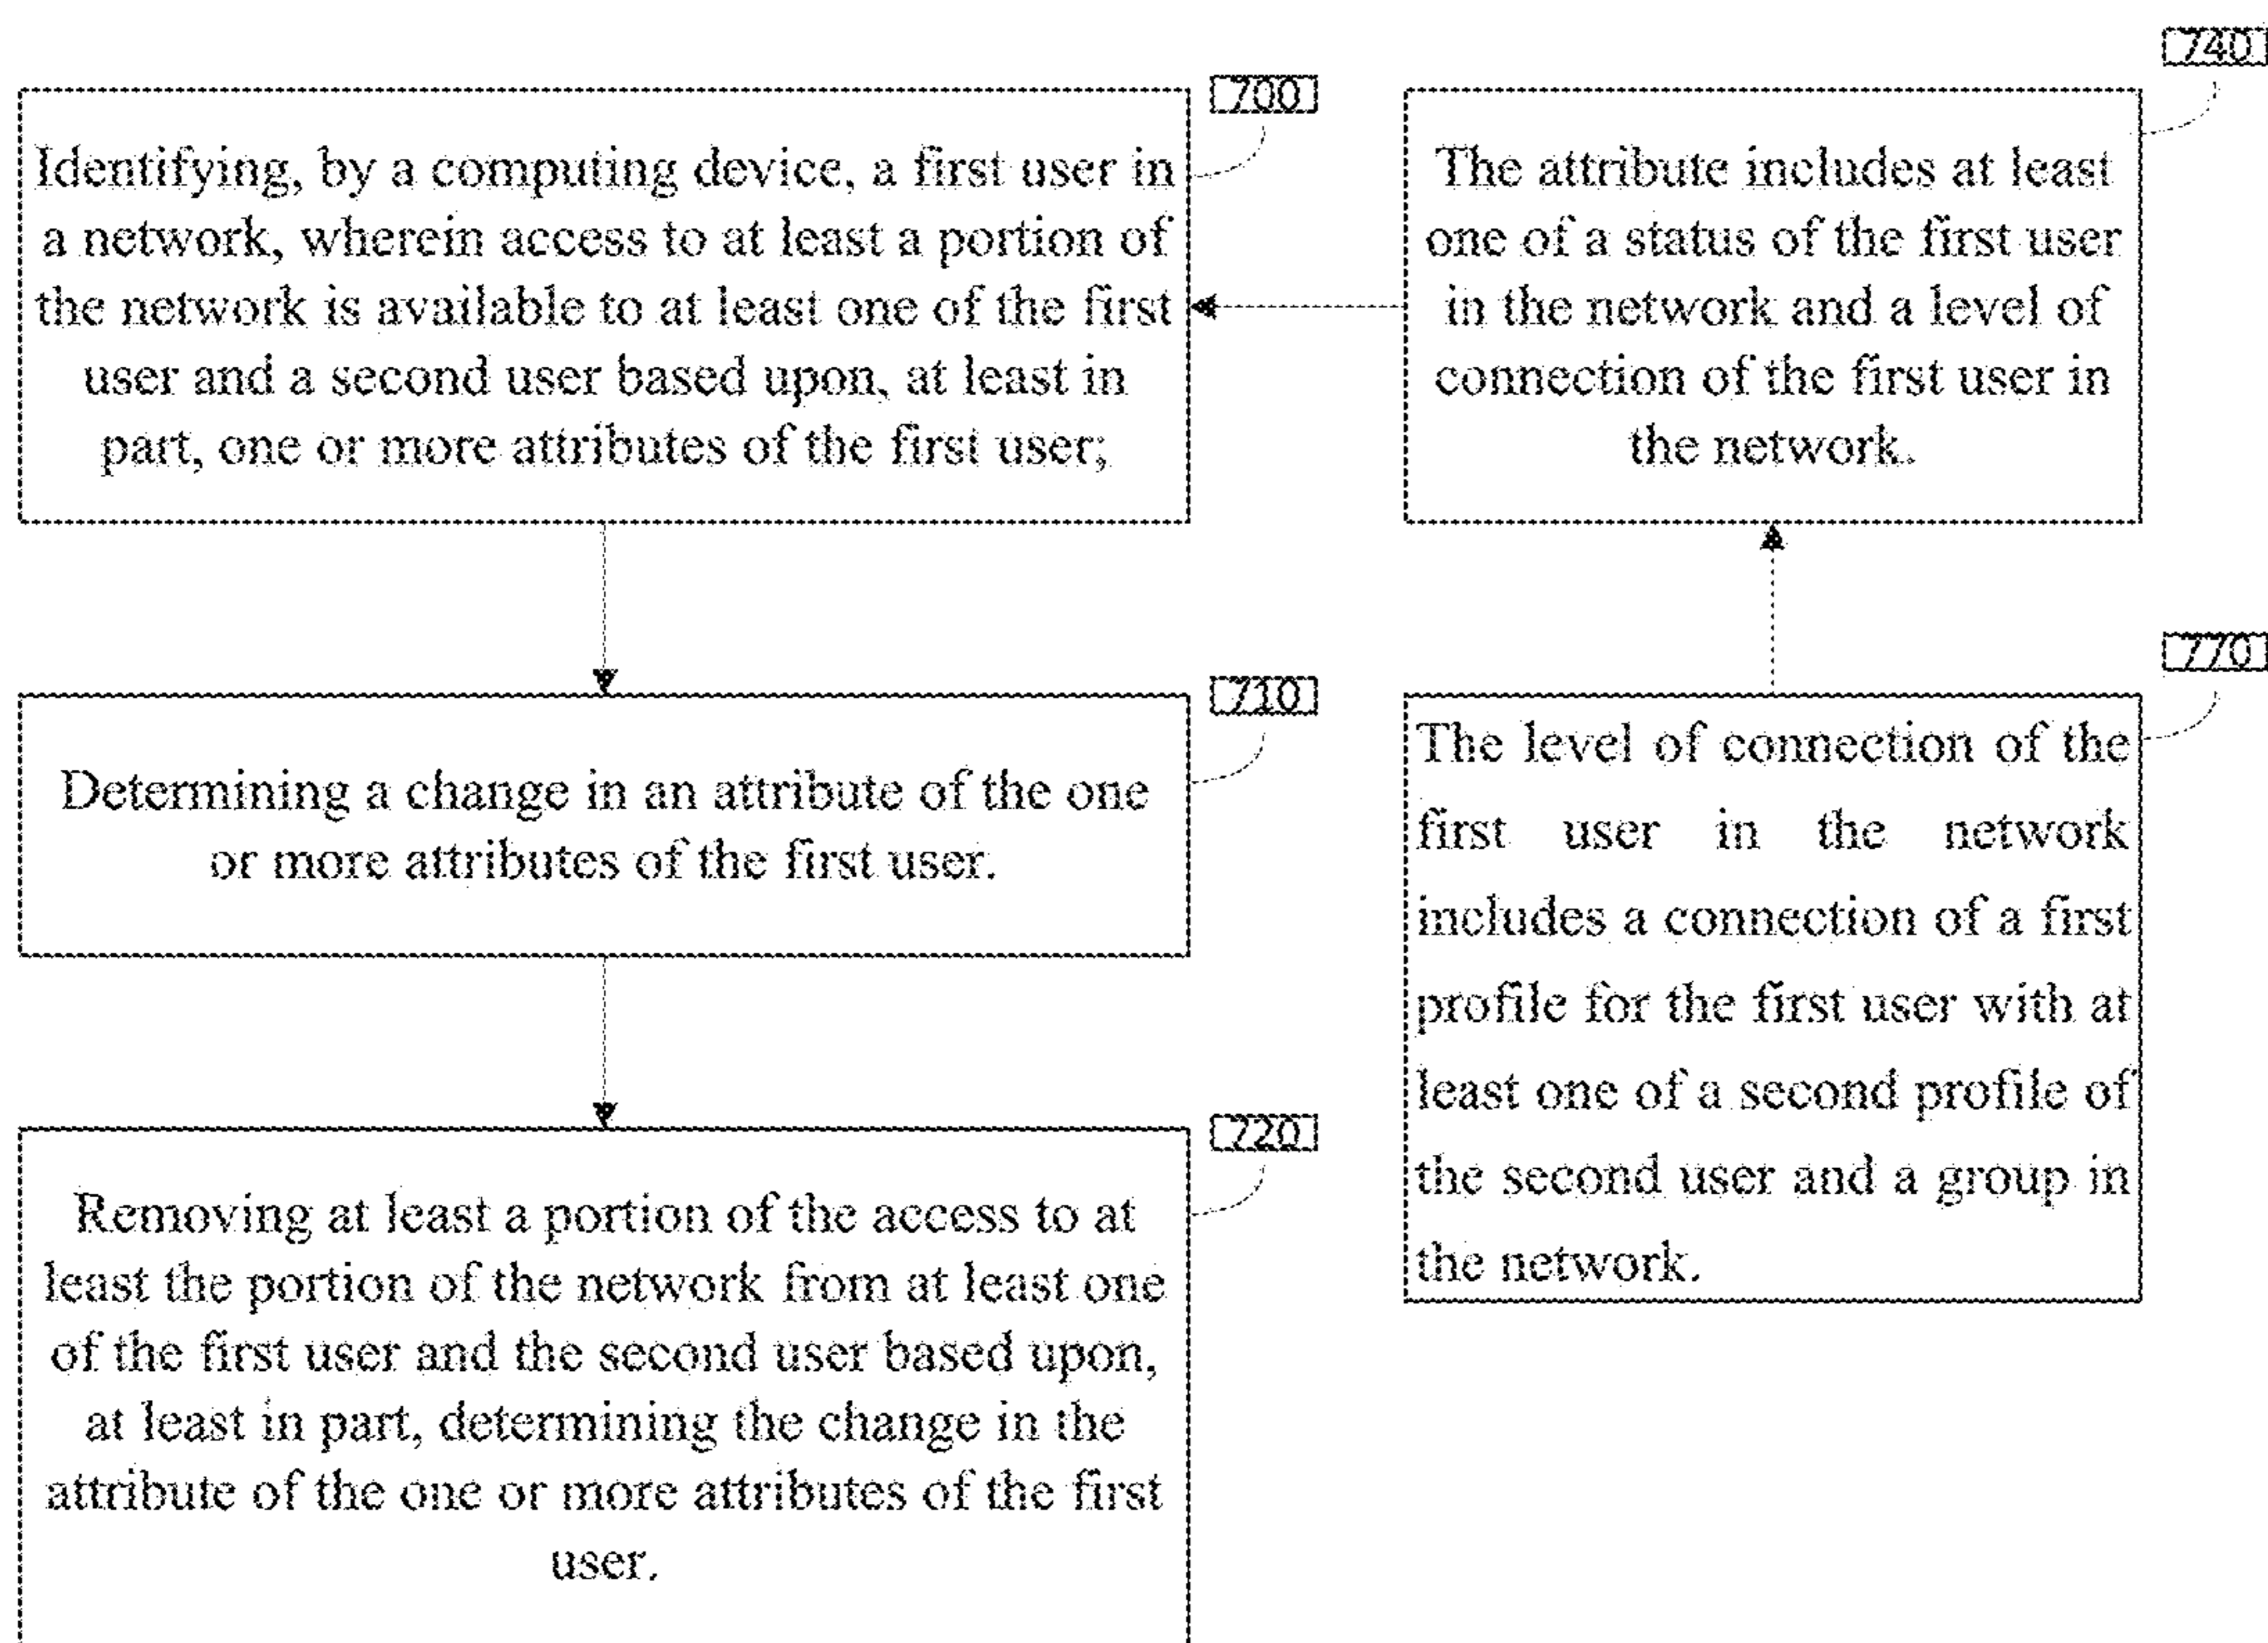 700
Identifying, by a computing device, a first user in
a network, wherein access to at least a portion of
the network is available to at least one of the first
user and a second user based upon, at least in
part, one or more attributes of the first user;
740
The attribute includes at least
one of a status of the first user
in the network and a level of
connection of the first user in
the network.
710
Determining a change in an attribute of the one
or more attributes of the first user.
770
The level of connection of the
first user in the network
includes a connection of a first
profile for the first user with at
least one of a second profile of
the second user and a group in
the network.
720
Removing at least a portion of the access to at
least the portion of the network from at least one
of the first user and the second user based upon,
at least in part, determining the change in the
attribute of the one or more attributes of the first
user.